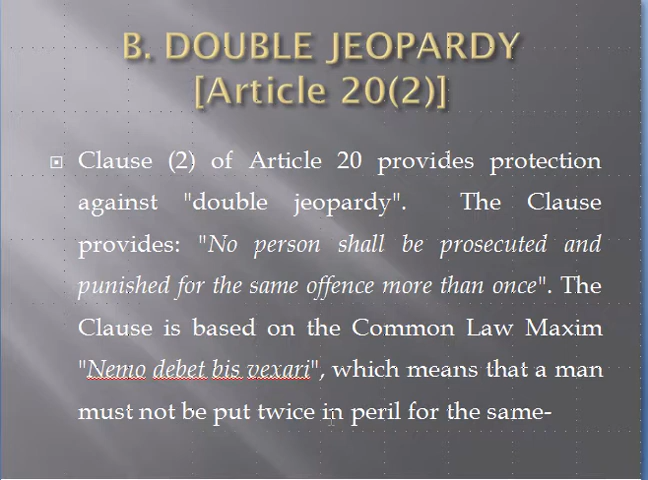 B. DOUBLE JEOPARDY
[Article 20(2)]
Clause (2) of Article 20 provides protection
against "double jeopardy". The Clause
provides: "No person shall be prosecuted and
punished for the same offence more than once". The
Clause is based on the Common Law Maxim
"Nemo debet bis vexari", which means that a man
must not be put twice in peril for the same-